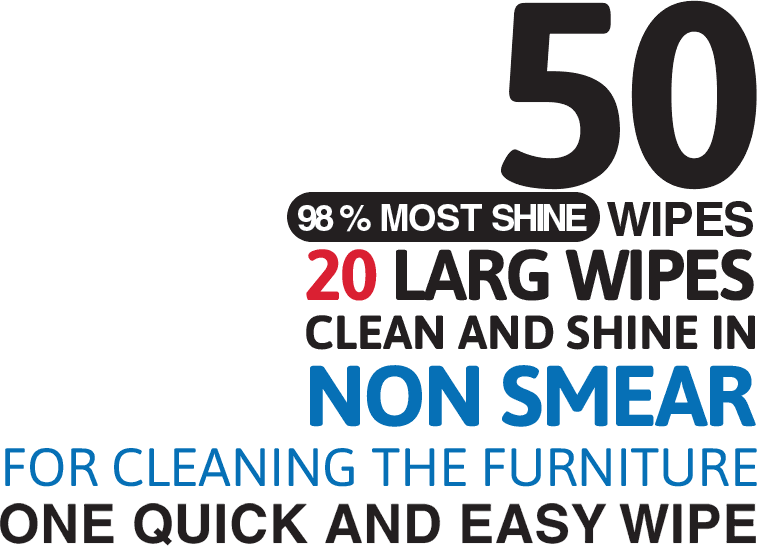 50
98 % MOST SHINE WIPES
20 LARG WIPES
CLEAN AND SHINE IN
NON SMEAR
FOR CLEANING THE FURNITURE
ONE QUICK AND EASY WIPE